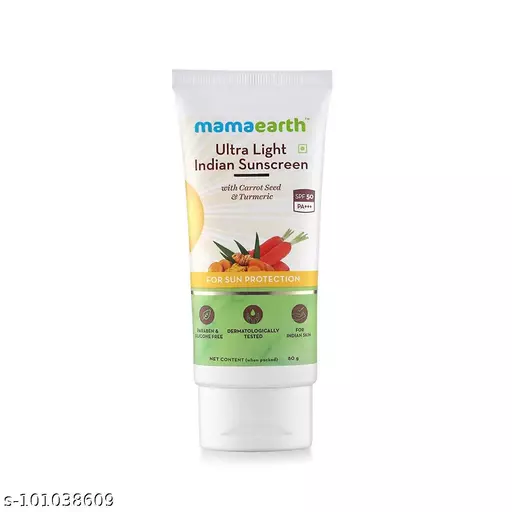 mamaearth™
Ultra Light
Indian Sunscreen
with Carrot Seed
& Turmeric
SPF 50
PA+++
FOR SUN PROTECTION
PARABEN &
SILICONE FREE
DERMATOLOGICALLY
TESTED
FOR
INDIAN SKIN
NET CONTENT (when packed) 80 g
s-101038609